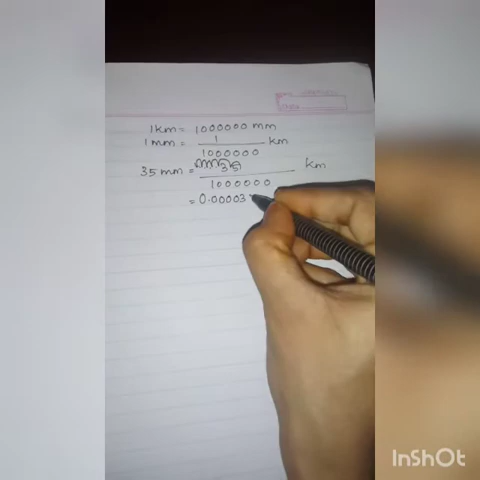 1km = 1000000 mm
1 mm = 1 km
1000000
35 mm = 35 km
1000000
= 0.00003
InShOt